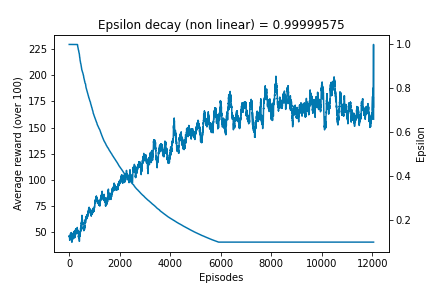 Epsilon decay (non linear) = 0.99999575
225
200
175
150
125
100
75
50
Average reward (over 100)
1.0
0.8
0.6
0.4
0.2
Epsilon
0 2000 4000 6000 8000 10000 12000
Episodes